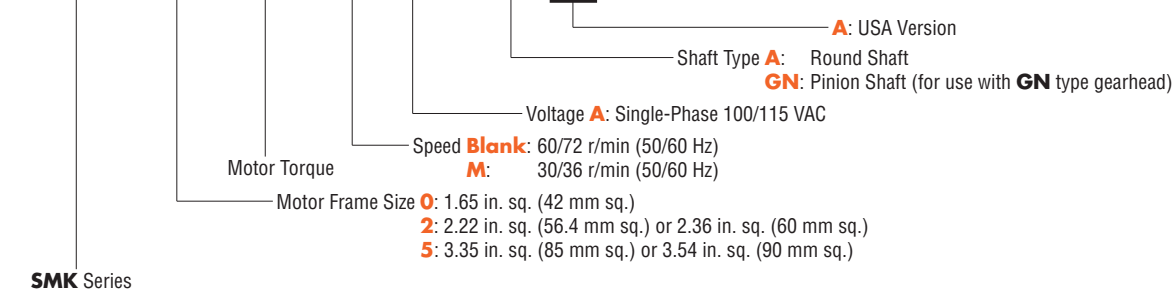 A: USA Version
Shaft Type A: Round Shaft
GN: Pinion Shaft (for use with GN type gearhead)
Voltage A: Single-Phase 100/115 VAC
Speed Blank: 60/72 r/min (50/60 Hz)
M: 30/36 r/min (50/60 Hz)
Motor Torque
Motor Frame Size 0: 1.65 in. sq. (42 mm sq.)
2: 2.22 in. sq. (56.4 mm sq.) or 2.36 in. sq. (60 mm sq.)
5: 3.35 in. sq. (85 mm sq.) or 3.54 in. sq. (90 mm sq.)
SMK Series